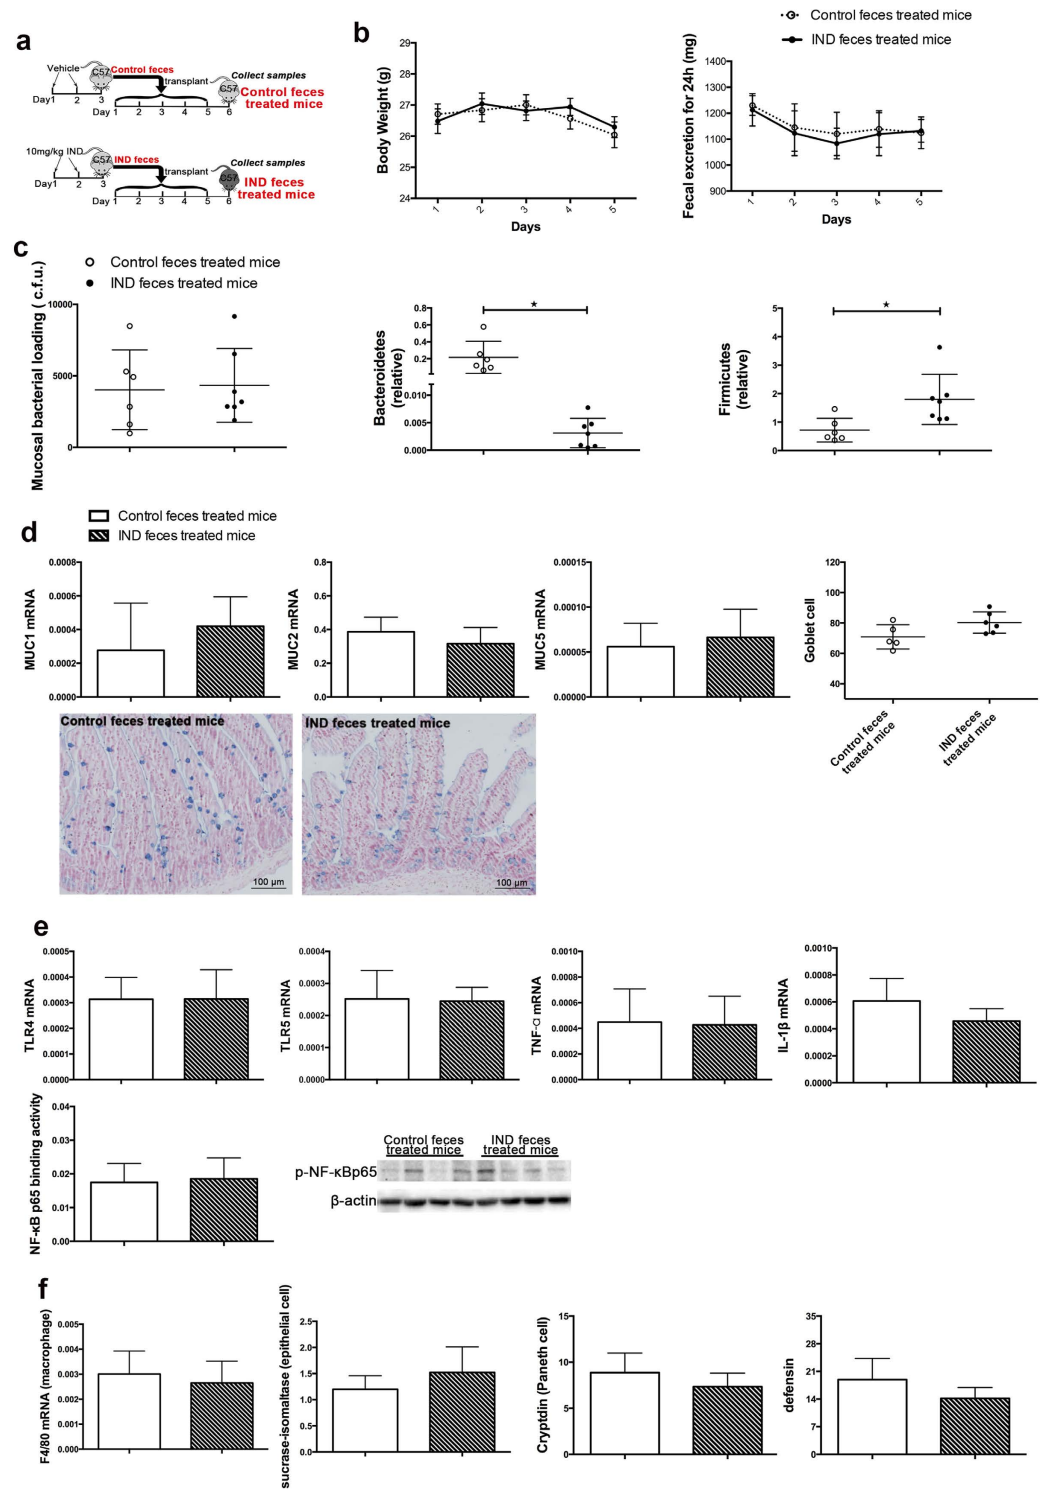 a
Vehicle
C57
Control feces
transplant
Collect samples
C57
Control feces
treated mice
Day1 2 3
Day 1 2 3 4 5 6
10mg/kg IND
C57
IND feces
transplant
Collect samples
C57
IND feces
treated mice
Day1 2 3
Day 1 2 3 4 5 6
b
Control feces treated mice
IND feces treated mice
Body Weight (g)
29
28
27
26
25
24
1 2 3 4 5
Days
Fecal excretion for 24h (mg)
1400
1300
1200
1100
1000
900
1 2 3 4 5
Days
c
Control feces treated mice
IND feces treated mice
Mucosal bacterial loading ( c.f.u.)
10000
5000
0
Bacteroidetes
(relative)
0.8
0.6
0.4
0.2
0.010
0.005
0.000
*
Firmicutes
(relative)
5
4
3
2
1
0
*
d
Control feces treated mice
IND feces treated mice
MUC1 mRNA
0.0008
0.0006
0.0004
0.0002
0.0000
MUC2 mRNA
0.8
0.6
0.4
0.2
0.0
MUC5 mRNA
0.00015
0.00010
0.00005
0.00000
Goblet cell
120
100
80
60
40
Control feces
treated mice
IND feces
treated mice
Control feces treated mice
100 µm
IND feces treated mice
100 µm
e
TLR4 mRNA
0.0005
0.0004
0.0003
0.0002
0.0001
0.0000
TLR5 mRNA
0.0004
0.0003
0.0002
0.0001
0.0000
TNF-α mRNA
0.0010
0.0008
0.0006
0.0004
0.0002
0.0000
IL-1β mRNA
0.0010
0.0008
0.0006
0.0004
0.0002
0.0000
NF-κB p65 binding activity
0.04
0.03
0.02
0.01
0.00
Control feces
treated mice
IND feces
treated mice
p-NF-κBp65
β-actin
f
F4/80 mRNA (macrophage)
0.005
0.004
0.003
0.002
0.001
0.000
sucrase-isomaltase (epithelial cell)
2.5
2.0
1.5
1.0
0.5
0.0
Cryptdin (Paneth cell)
15
10
5
0
defensin
35
28
21
14
7
0